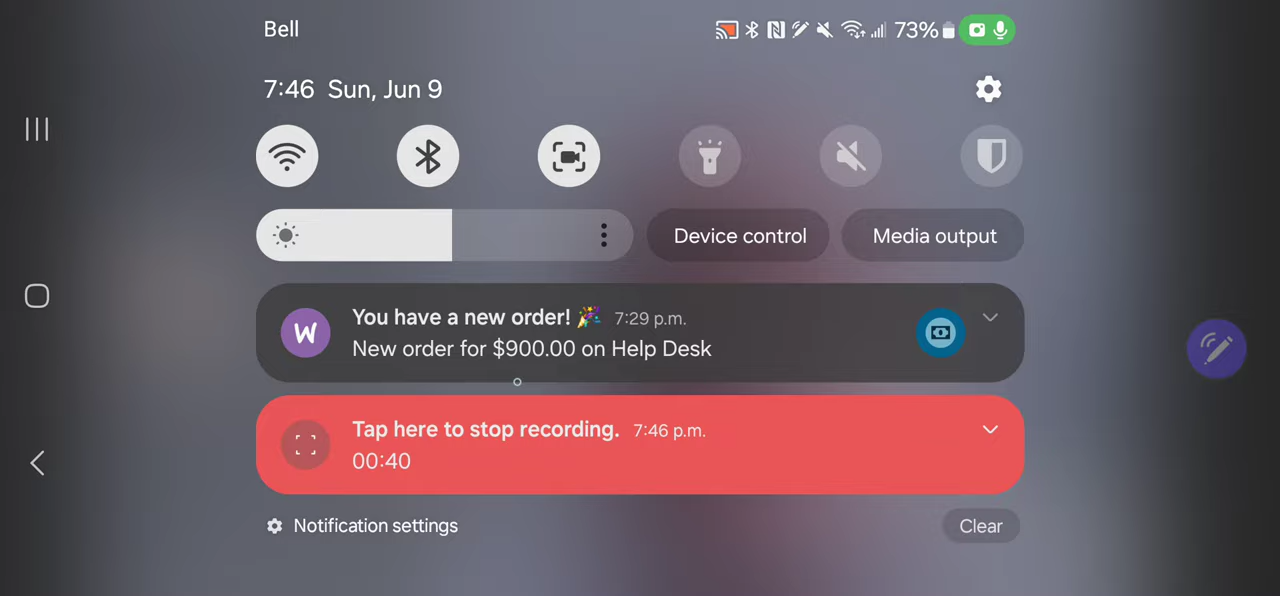 Bell
73%
7:46 Sun, Jun 9
Device control
Media output
W
You have a new order! 🎉 7:29 p.m.
New order for $900.00 on Help Desk
Tap here to stop recording. 7:46 p.m.
00:40
Notification settings
Clear